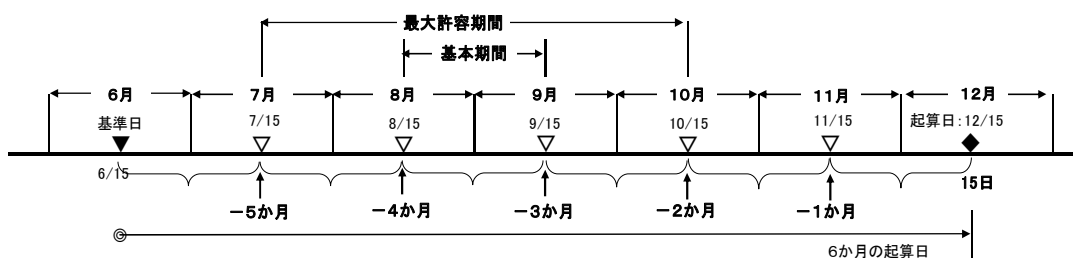 最大許容期間
基本期間
6月 7月 8月 9月 10月 11月 12月
基準日 7/15 8/15 9/15 10/15 11/15 起算日:12/15
6/15 15日
-5か月 -4か月 -3か月 -2か月 -1か月
6か月の起算日